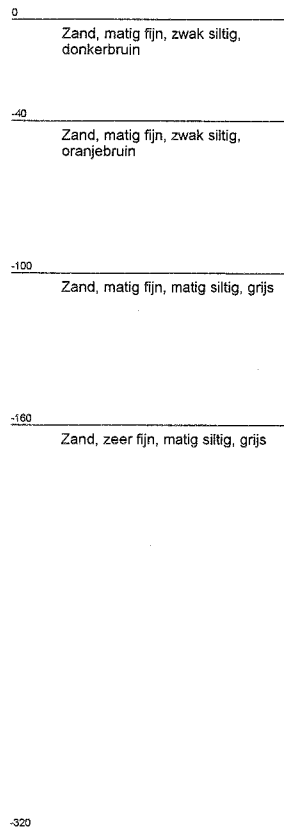 0
Zand, matig fijn, zwak siltig,
donkerbruin
-40
Zand, matig fijn, zwak siltig,
oranjebruin
-100
Zand, matig fijn, matig siltig, grijs
-160
Zand, zeer fijn, matig siltig, grijs
-320